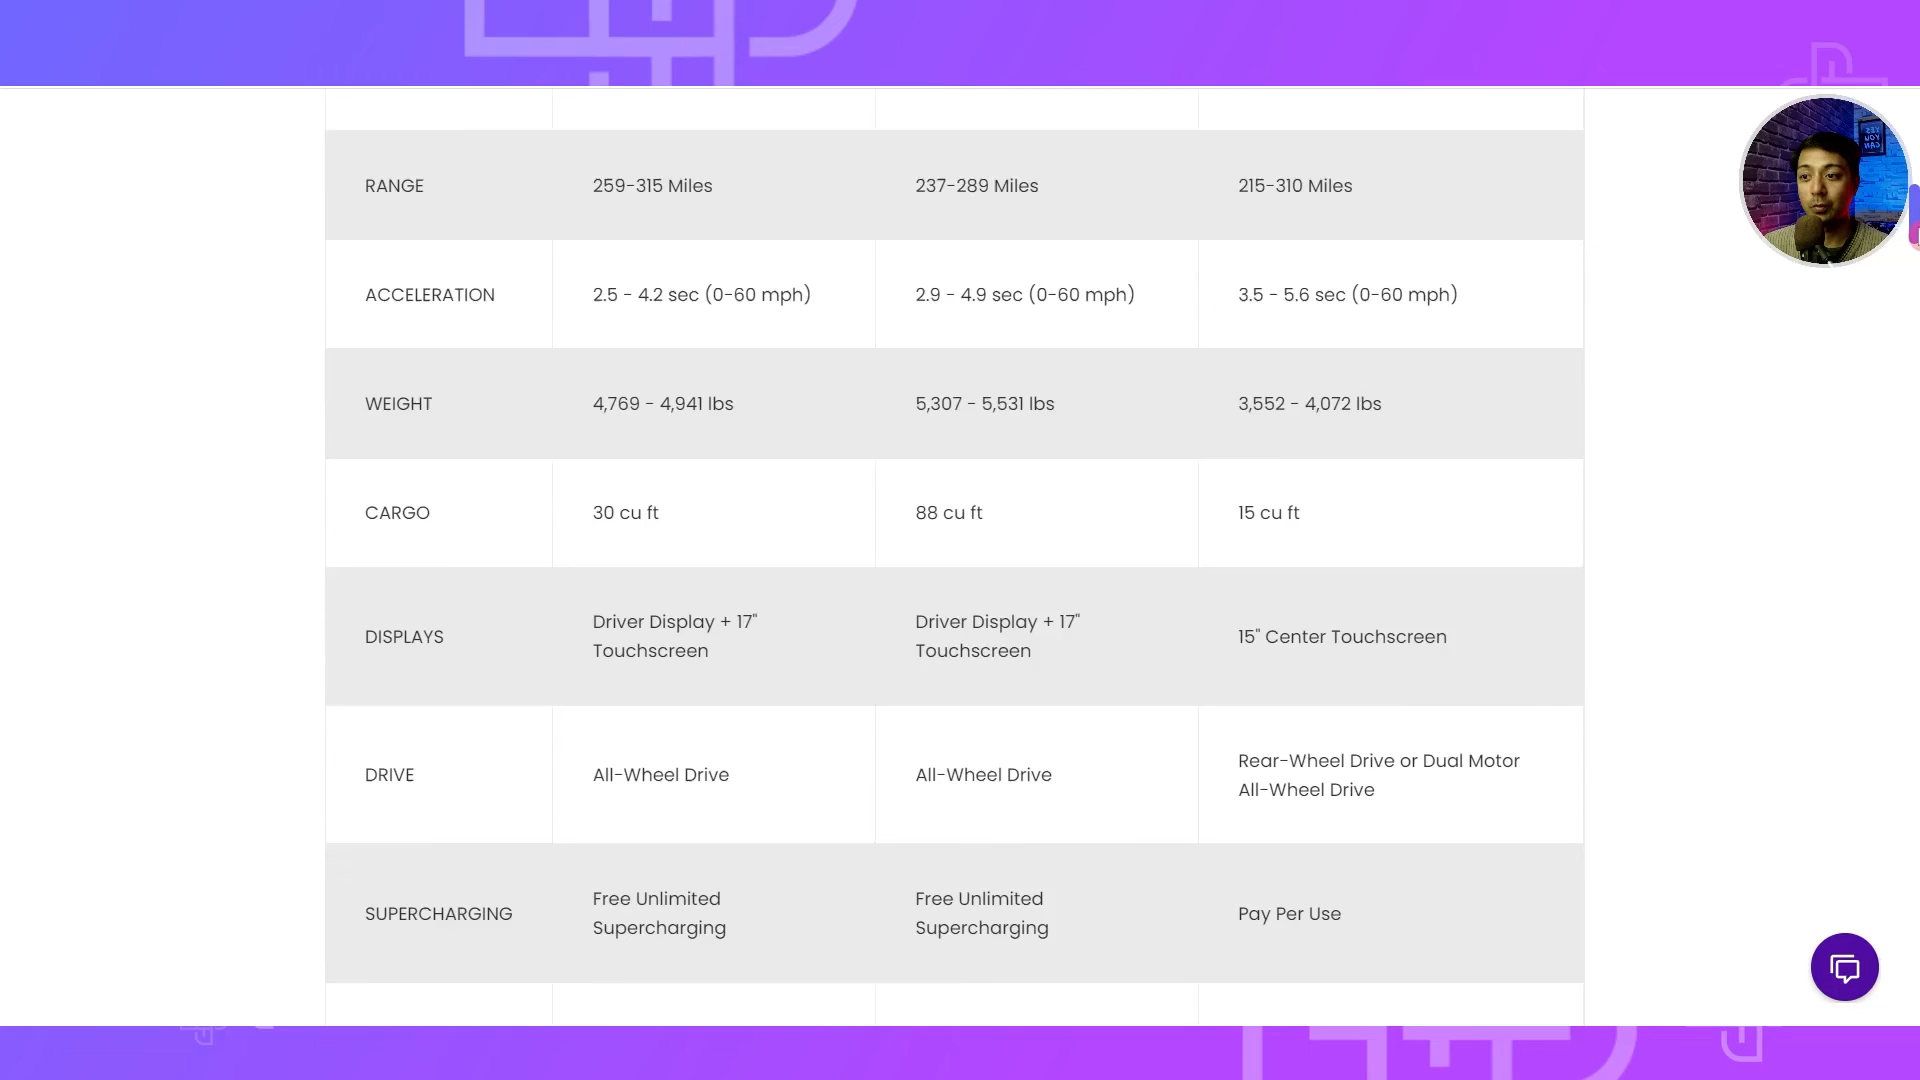 RANGE 259-315 Miles 237-289 Miles 215-310 Miles
ACCELERATION 2.5 - 4.2 sec (0-60 mph) 2.9 - 4.9 sec (0-60 mph) 3.5 - 5.6 sec (0-60 mph)
WEIGHT 4,769 - 4,941 lbs 5,307 - 5,531 lbs 3,552 - 4,072 lbs
CARGO 30 cu ft 88 cu ft 15 cu ft
DISPLAYS
Driver Display + 17"
Touchscreen
Driver Display + 17"
Touchscreen
15" Center Touchscreen
DRIVE All-Wheel Drive All-Wheel Drive
Rear-Wheel Drive or Dual Motor
All-Wheel Drive
SUPERCHARGING
Free Unlimited
Supercharging
Free Unlimited
Supercharging
Pay Per Use
YES
YOU
CAN